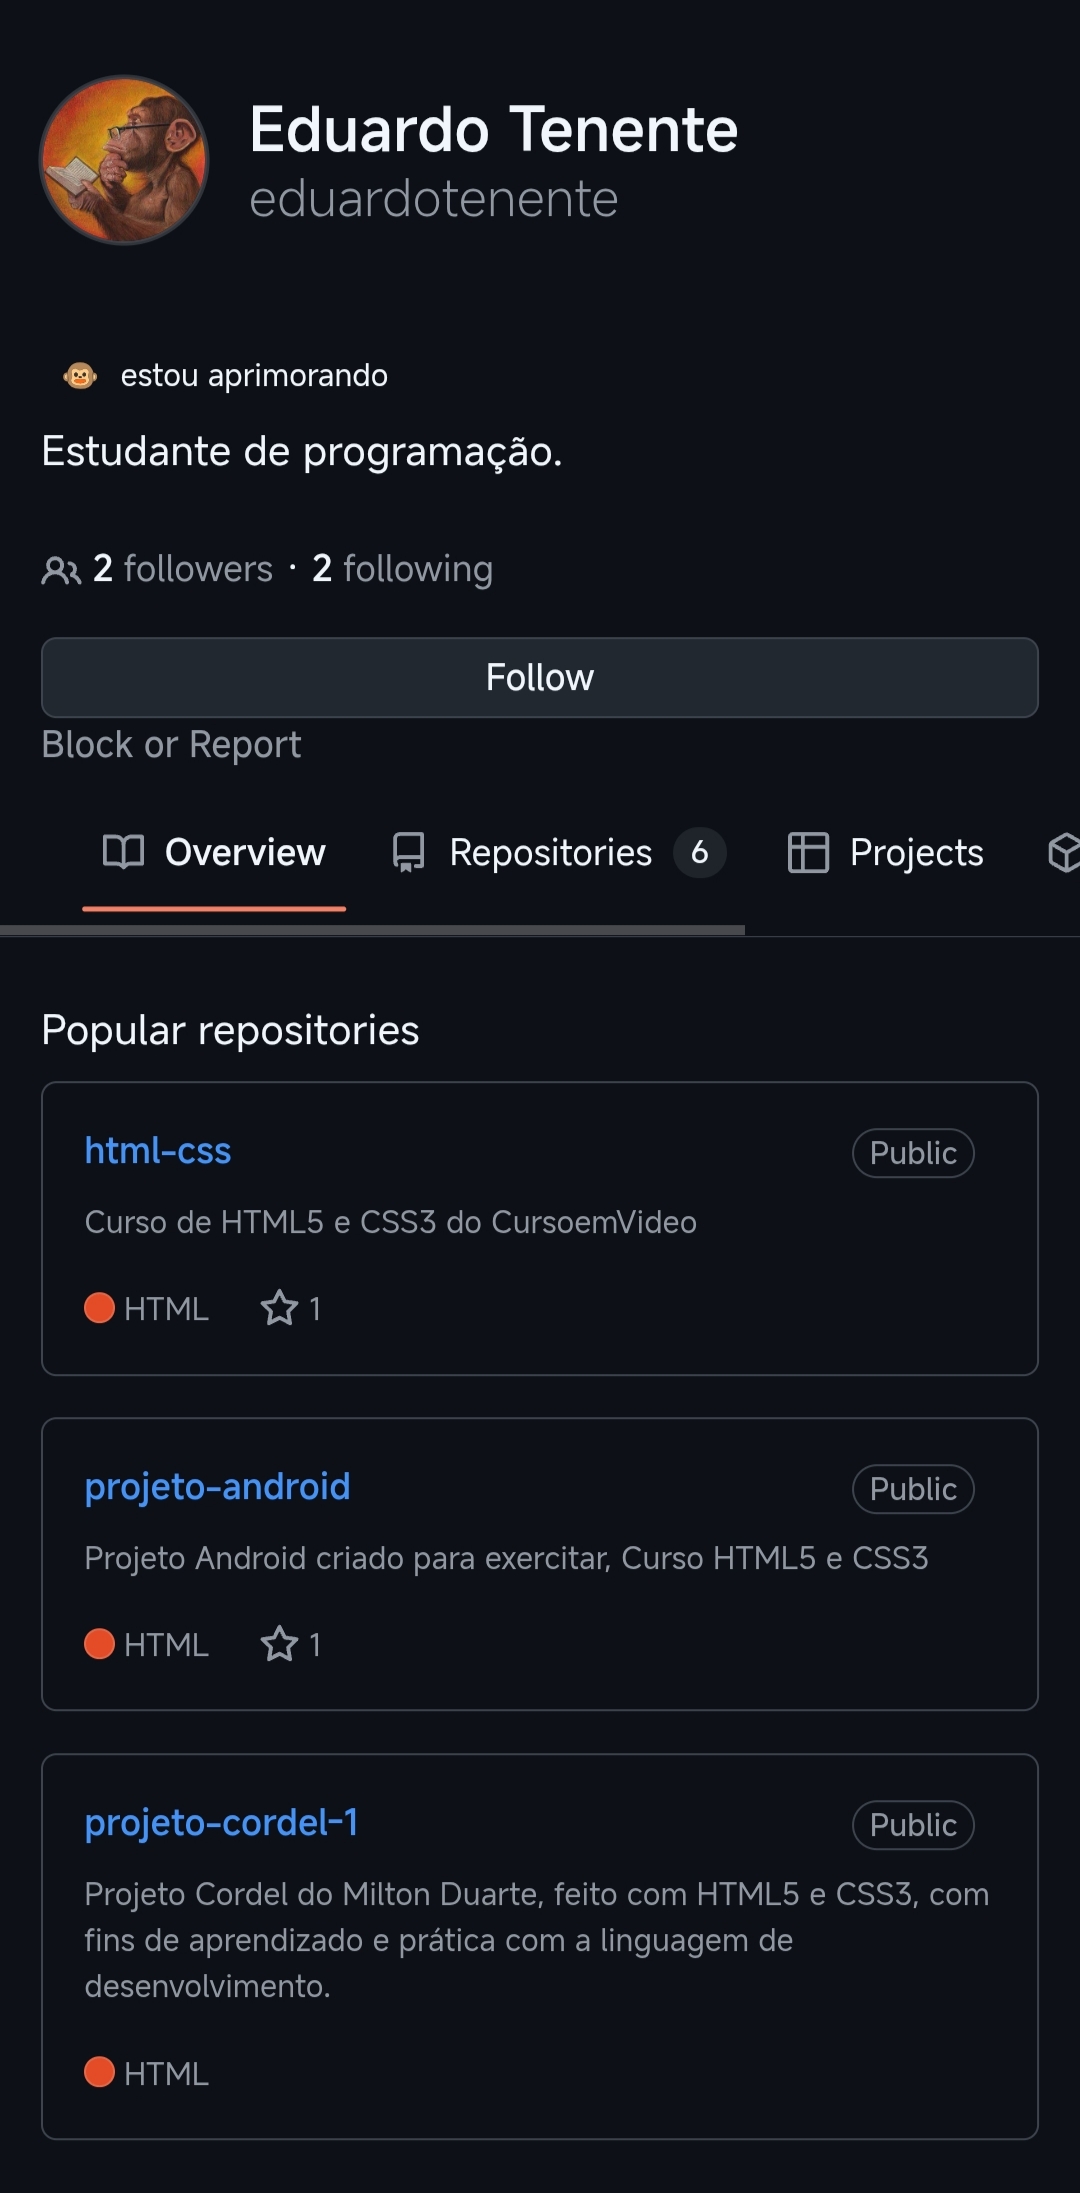 Eduardo Tenente
eduardotenente
estou aprimorando
Estudante de programação.
2 followers · 2 following
Follow
Block or Report
Overview Repositories 6 Projects
Popular repositories
html-css Public
Curso de HTML5 e CSS3 do CursoemVideo
HTML 1
projeto-android Public
Projeto Android criado para exercitar, Curso HTML5 e CSS3
HTML 1
projeto-cordel-1 Public
Projeto Cordel do Milton Duarte, feito com HTML5 e CSS3, com
fins de aprendizado e prática com a linguagem de
desenvolvimento.
HTML